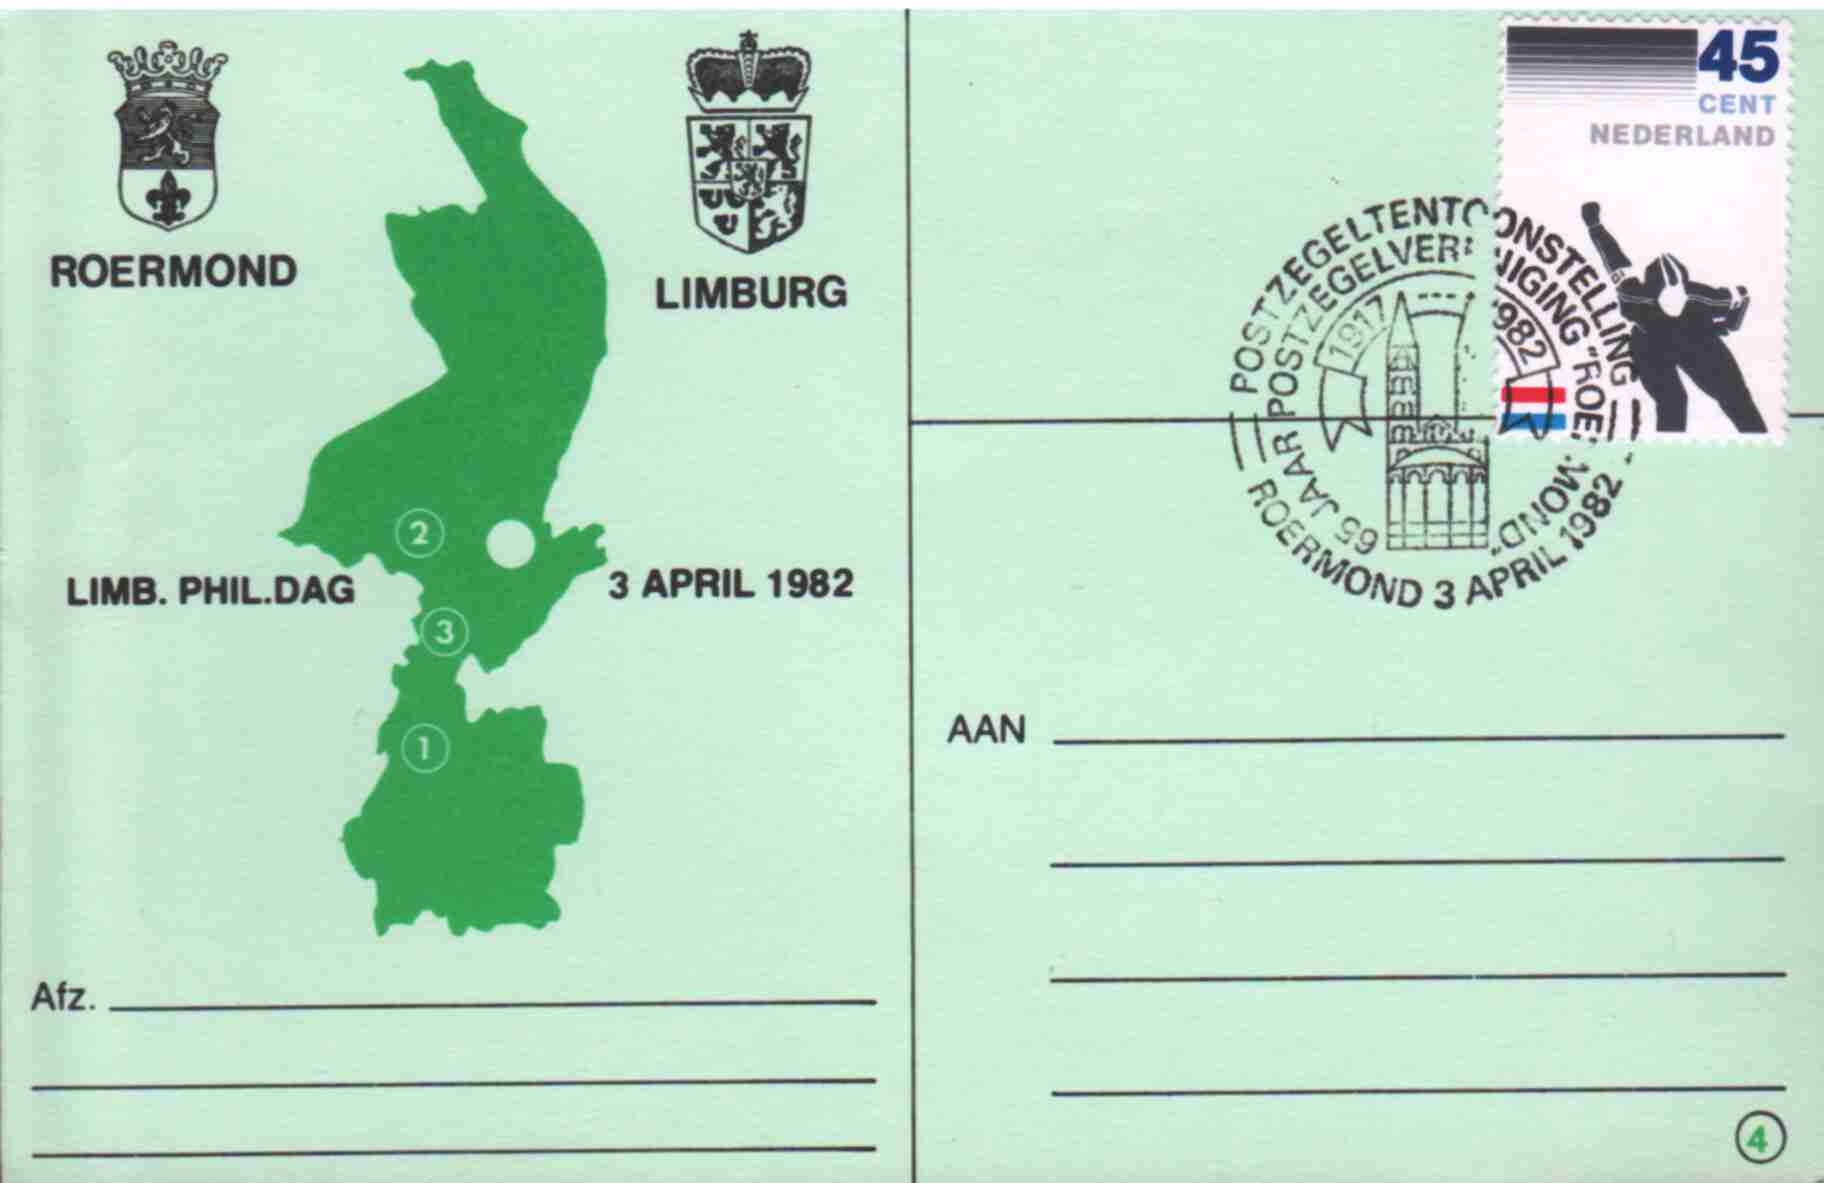 ROERMOND
LIMBURG
2
LIMB. PHIL.DAG
3 APRIL 1982
3
1
Afz.
45
CENT
NEDERLAND
POSTZEGELTENTOONSTELLING
65 JAAR POSTZEGELVERENIGING "ROERMOND"
1917 1982
ROERMOND 3 APRIL 1982
AAN
4